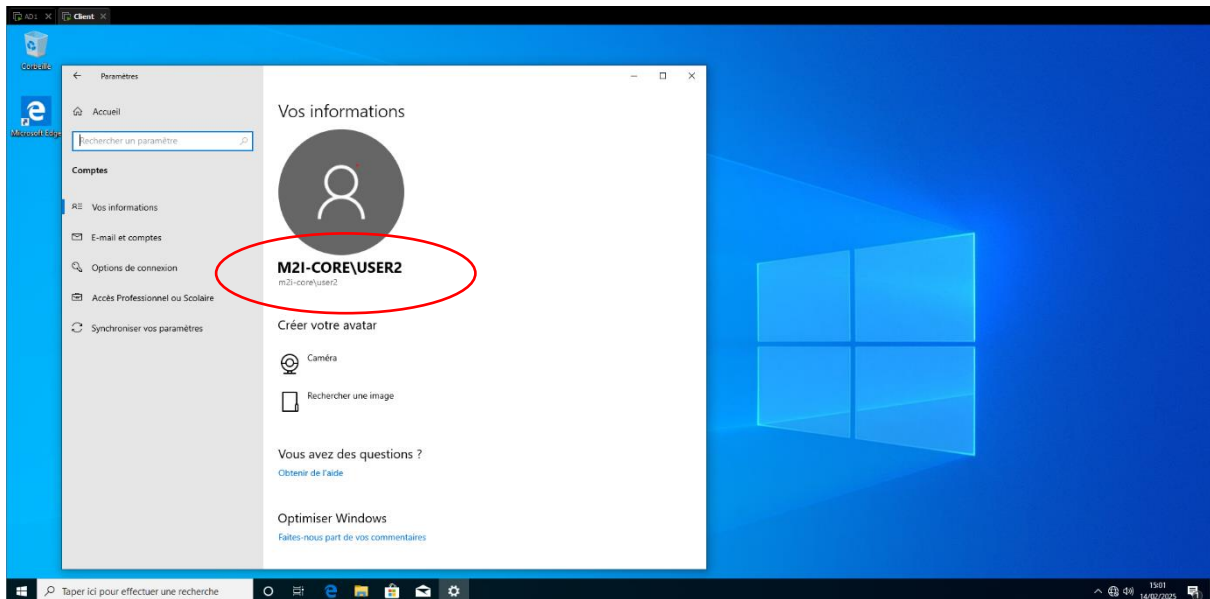 AD1
Client
Corbeille
Microsoft Edge
Paramètres
Accueil
Rechercher un paramètre
Comptes
Vos informations
E-mail et comptes
Options de connexion
Accès Professionnel ou Scolaire
Synchroniser vos paramètres
Vos informations
M2I-CORE\USER2
m2i-core\user2
Créer votre avatar
Caméra
Rechercher une image
Vous avez des questions ?
Obtenir de l'aide
Optimiser Windows
Faites-nous part de vos commentaires
Taper ici pour effectuer une recherche
15:01
14/02/2025